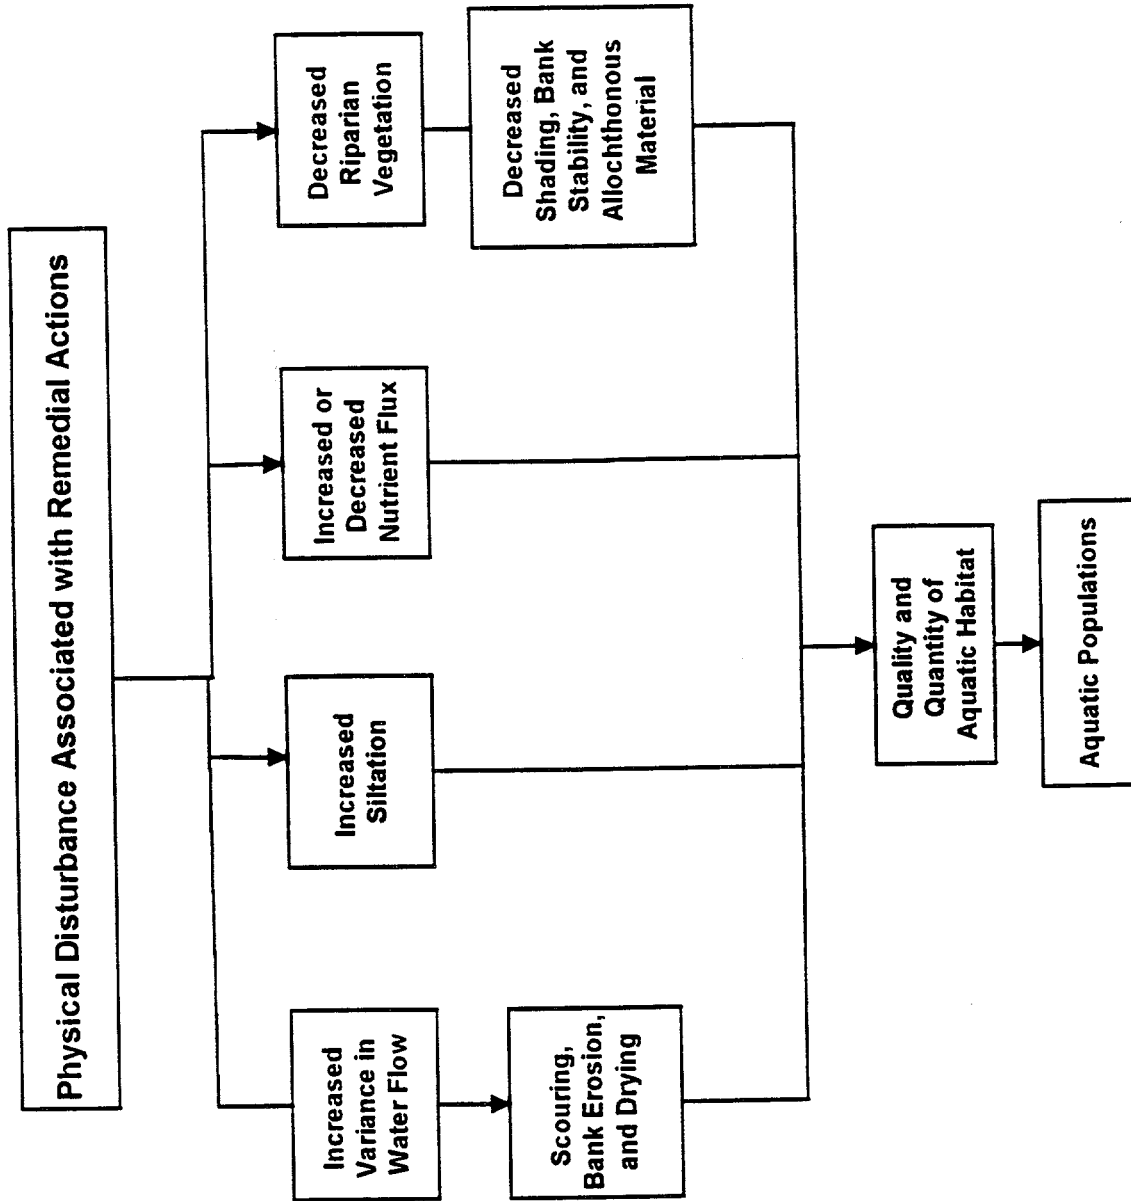 Physical Disturbance Associated with Remedial Actions
Increased
Variance in
Water Flow
Increased
Siltation
Increased or
Decreased
Nutrient Flux
Decreased
Riparian
Vegetation
Scouring,
Bank Erosion,
and Drying
Decreased
Shading, Bank
Stability, and
Allochthonous
Material
Quality and
Quantity of
Aquatic Habitat
Aquatic Populations